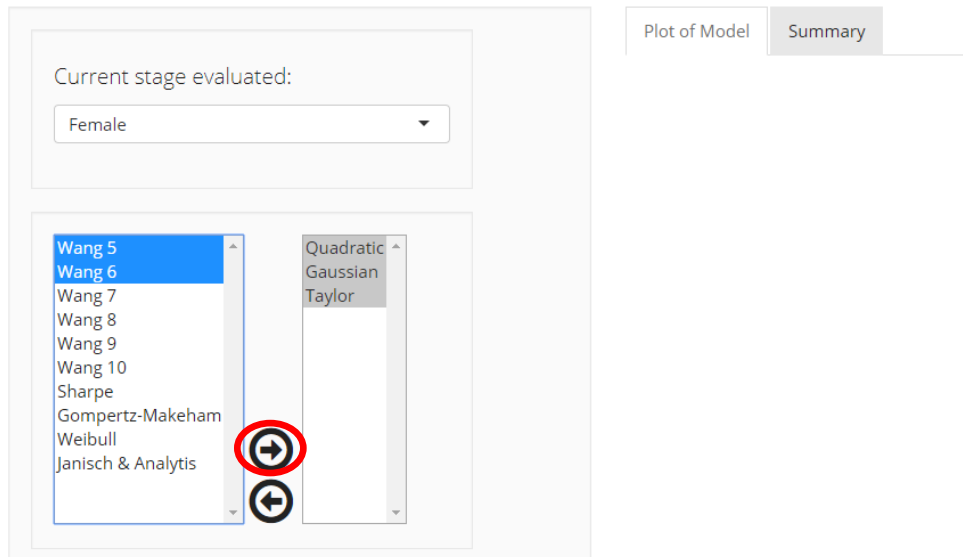 Plot of Model
Summary
Current stage evaluated:
Female
Wang 5
Wang 6
Wang 7
Wang 8
Wang 9
Wang 10
Sharpe
Gompertz-Makeham
Weibull
Janisch & Analytis
Quadratic
Gaussian
Taylor